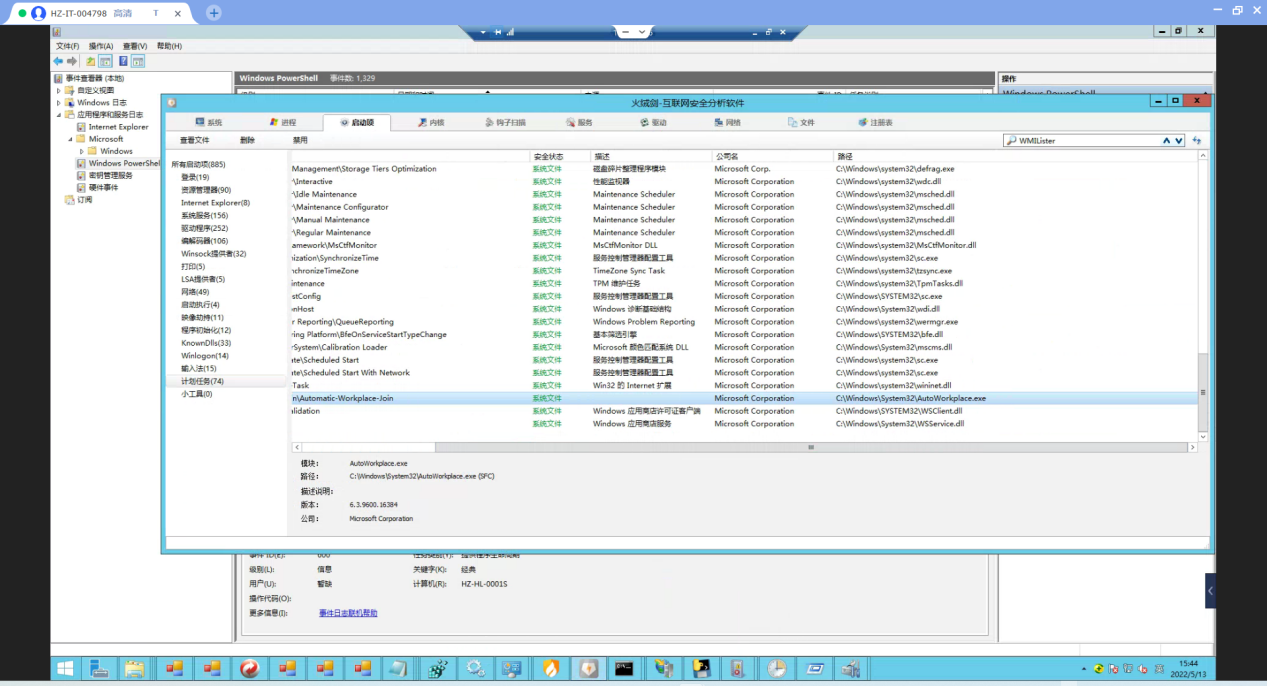 HZ-IT-004798 高清 T
文件(F) 操作(A) 查看(V) 帮助(H)
事件查看器 (本地)
自定义视图
Windows 日志
应用程序和服务日志
Internet Explorer
Microsoft
Windows
Windows PowerShel
密钥管理服务
硬件事件
订阅
Windows PowerShell 事件数: 1,329
操作
Windows PowerShell
火绒剑-互联网安全分析软件
系统 进程 启动项 内核 钩子扫描 服务 驱动 网络 文件 注册表
查看文件 删除 禁用
WMILister
所有启动项(885)
登录(19)
资源管理器(90)
Internet Explorer(8)
系统服务(156)
驱动程序(252)
编解码器(106)
Winsock提供者(32)
打印(5)
LSA提供者(5)
网络(49)
启动执行(4)
映像劫持(11)
程序初始化(12)
KnownDlls(33)
Winlogon(14)
输入法(15)
计划任务(74)
小工具(0)
安全状态 描述 公司名 路径
Management\Storage Tiers Optimization 系统文件 磁盘碎片整理程序模块 Microsoft Corp. C:\Windows\system32\defrag.exe
\Interactive 系统文件 性能监视器 Microsoft Corporation C:\Windows\system32\wdc.dll
\Idle Maintenance 系统文件 Maintenance Scheduler Microsoft Corporation C:\Windows\system32\msched.dll
\Maintenance Configurator 系统文件 Maintenance Scheduler Microsoft Corporation C:\Windows\system32\msched.dll
\Manual Maintenance 系统文件 Maintenance Scheduler Microsoft Corporation C:\Windows\system32\msched.dll
\Regular Maintenance 系统文件 Maintenance Scheduler Microsoft Corporation C:\Windows\system32\msched.dll
amework\MsCtfMonitor 系统文件 MsCtfMonitor DLL Microsoft Corporation C:\Windows\system32\MsCtfMonitor.dll
ization\SynchronizeTime 系统文件 服务控制管理器配置工具 Microsoft Corporation C:\Windows\system32\sc.exe
nchronizeTimeZone 系统文件 TimeZone Sync Task Microsoft Corporation C:\Windows\system32\tzsync.exe
intenance 系统文件 TPM 维护任务 Microsoft Corporation C:\Windows\system32\TpmTasks.dll
stConfig 系统文件 服务控制管理器配置工具 Microsoft Corporation C:\Windows\SYSTEM32\sc.exe
nHost 系统文件 Windows 诊断基础结构 Microsoft Corporation C:\Windows\System32\wdi.dll
r Reporting\QueueReporting 系统文件 Windows Problem Reporting Microsoft Corporation C:\Windows\system32\wermgr.exe
ring Platform\BfeOnServiceStartTypeChange 系统文件 基本筛选引擎 Microsoft Corporation C:\Windows\SYSTEM32\bfe.dll
System\Calibration Loader 系统文件 Microsoft 颜色匹配系统 DLL Microsoft Corporation C:\Windows\System32\mscms.dll
ate\Scheduled Start 系统文件 服务控制管理器配置工具 Microsoft Corporation C:\Windows\system32\sc.exe
ate\Scheduled Start With Network 系统文件 服务控制管理器配置工具 Microsoft Corporation C:\Windows\system32\sc.exe
Task 系统文件 Win32 的 Internet 扩展 Microsoft Corporation C:\Windows\system32\wininet.dll
n\Automatic-Workplace-Join 系统文件 Microsoft Corporation C:\Windows\System32\AutoWorkplace.exe
lidation 系统文件 Windows 应用商店许可证客户端 Microsoft Corporation C:\Windows\SYSTEM32\WSClient.dll
系统文件 Windows 应用商店服务 Microsoft Corporation C:\Windows\System32\WSService.dll
模块: AutoWorkplace.exe
路径: C:\Windows\System32\AutoWorkplace.exe (SFC)
描述说明:
版本: 6.3.9600.16384
公司: Microsoft Corporation
级别(L): 信息 关键字(K): 经典
用户(U): 暂缺 计算机(R): HZ-HL-0001S
操作代码(O):
更多信息(I): 事件日志联机帮助
15:44
2022/5/13